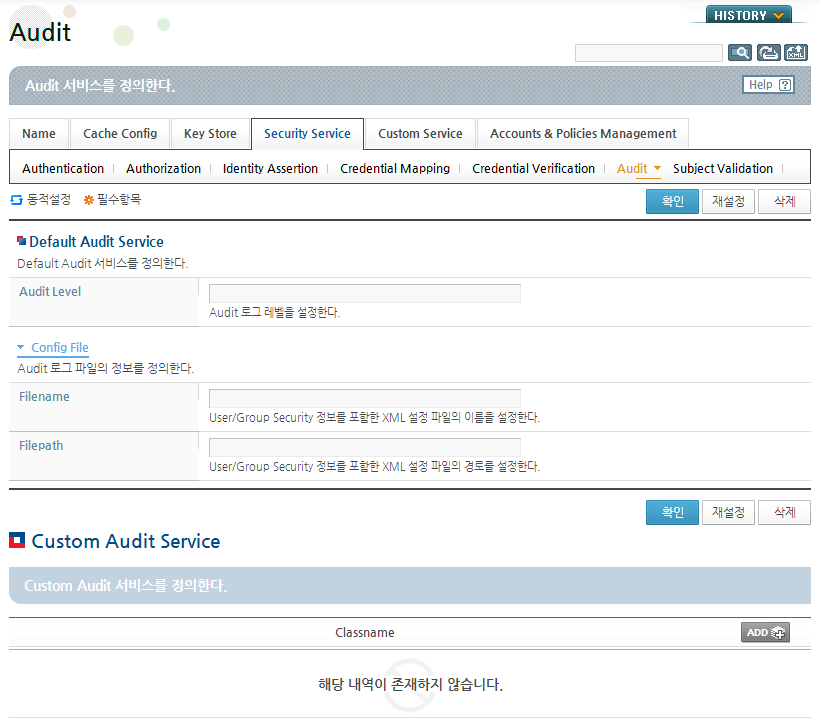 Audit
HISTORY
XML
Audit 서비스를 정의한다.
Help ?
Name Cache Config Key Store Security Service Custom Service Accounts & Policies Management
Authentication Authorization Identity Assertion Credential Mapping Credential Verification Audit Subject Validation
동적설정 필수항목 확인 재설정 삭제
Default Audit Service
Default Audit 서비스를 정의한다.
Audit Level
Audit 로그 레벨을 설정한다.
Config File
Audit 로그 파일의 정보를 정의한다.
Filename
User/Group Security 정보를 포함한 XML 설정 파일의 이름을 설정한다.
Filepath
User/Group Security 정보를 포함한 XML 설정 파일의 경로를 설정한다.
확인 재설정 삭제
Custom Audit Service
Custom Audit 서비스를 정의한다.
Classname ADD
해당 내역이 존재하지 않습니다.